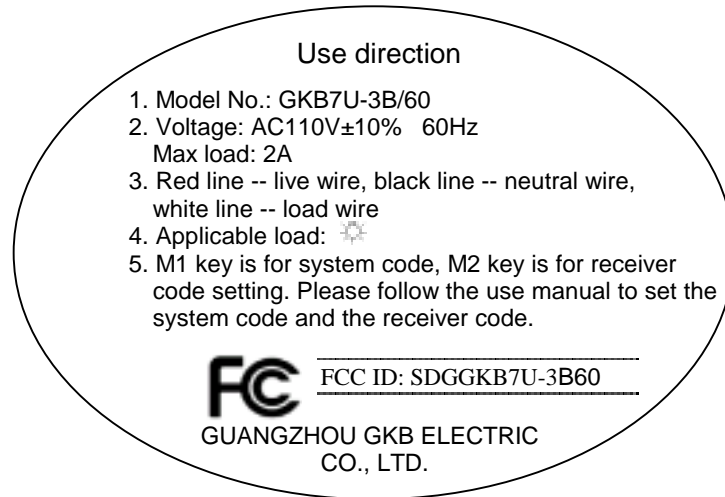 Use direction
1. Model No.: GKB7U-3B/60
2. Voltage: AC110V±10% 60Hz
Max load: 2A
3. Red line -- live wire, black line -- neutral wire,
white line -- load wire
4. Applicable load:
5. M1 key is for system code, M2 key is for receiver
code setting. Please follow the use manual to set the
system code and the receiver code.
FC FCC ID: SDGGKB7U-3B60
GUANGZHOU GKB ELECTRIC
CO., LTD.